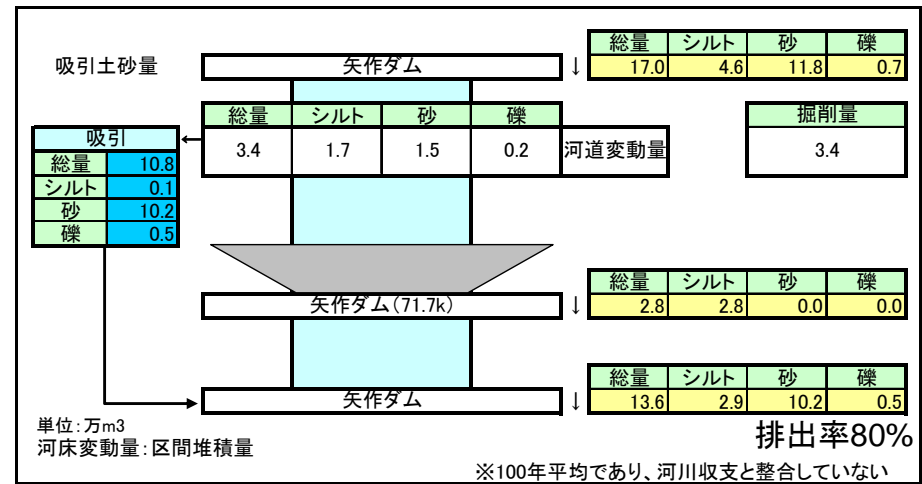 吸引土砂量
矢作ダム
↓
総量 シルト 砂 礫
17.0 4.6 11.8 0.7
総量 シルト 砂 礫
3.4 1.7 1.5 0.2 河道変動量
掘削量
3.4
吸引
総量 10.8
シルト 0.1
砂 10.2
礫 0.5
矢作ダム(71.7k)
↓
総量 シルト 砂 礫
2.8 2.8 0.0 0.0
矢作ダム
↓
総量 シルト 砂 礫
13.6 2.9 10.2 0.5
単位:万m3
河床変動量:区間堆積量
排出率80%
※100年平均であり、河川収支と整合していない